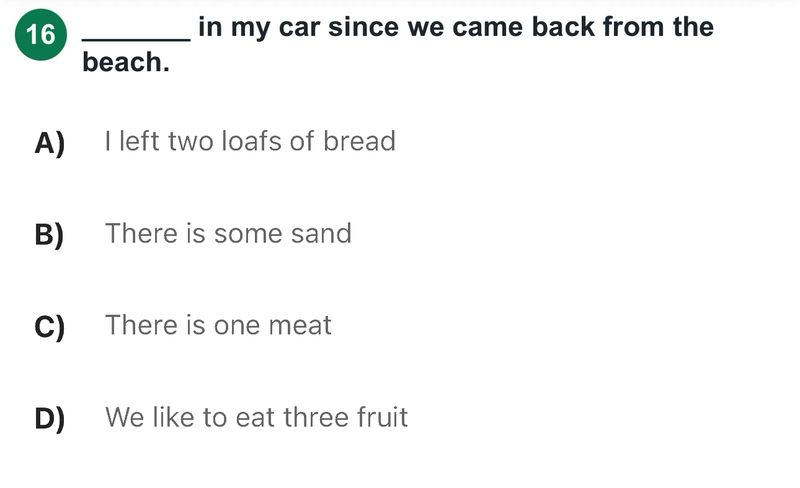 16 ________ in my car since we came back from the
beach.
A) I left two loafs of bread
B) There is some sand
C) There is one meat
D) We like to eat three fruit